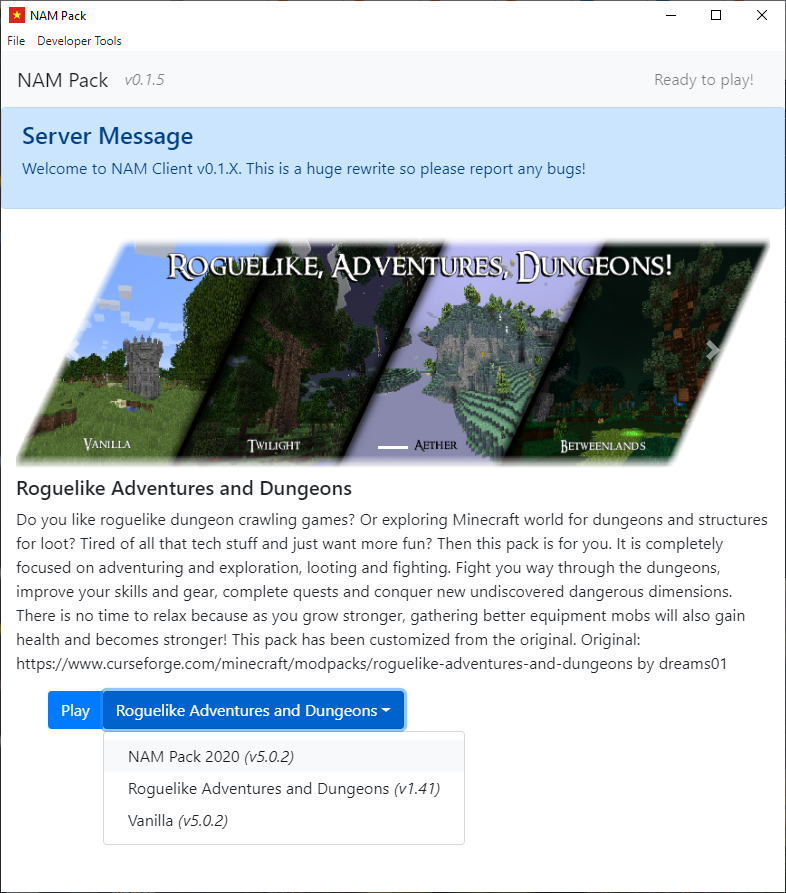 NAM Pack
File Developer Tools
NAM Pack v0.1.5 Ready to play!
Server Message
Welcome to NAM Client v0.1.X. This is a huge rewrite so please report any bugs!
Roguelike, Adventures, Dungeons!
Vanilla Twilight Aether Betweenlands
Roguelike Adventures and Dungeons
Do you like roguelike dungeon crawling games? Or exploring Minecraft world for dungeons and structures
for loot? Tired of all that tech stuff and just want more fun? Then this pack is for you. It is completely
focused on adventuring and exploration, looting and fighting. Fight you way through the dungeons,
improve your skills and gear, complete quests and conquer new undiscovered dangerous dimensions.
There is no time to relax because as you grow stronger, gathering better equipment mobs will also gain
health and becomes stronger! This pack has been customized from the original. Original:
https://www.curseforge.com/minecraft/modpacks/roguelike-adventures-and-dungeons by dreams01
Play Roguelike Adventures and Dungeons
NAM Pack 2020 (v5.0.2)
Roguelike Adventures and Dungeons (v1.41)
Vanilla (v5.0.2)